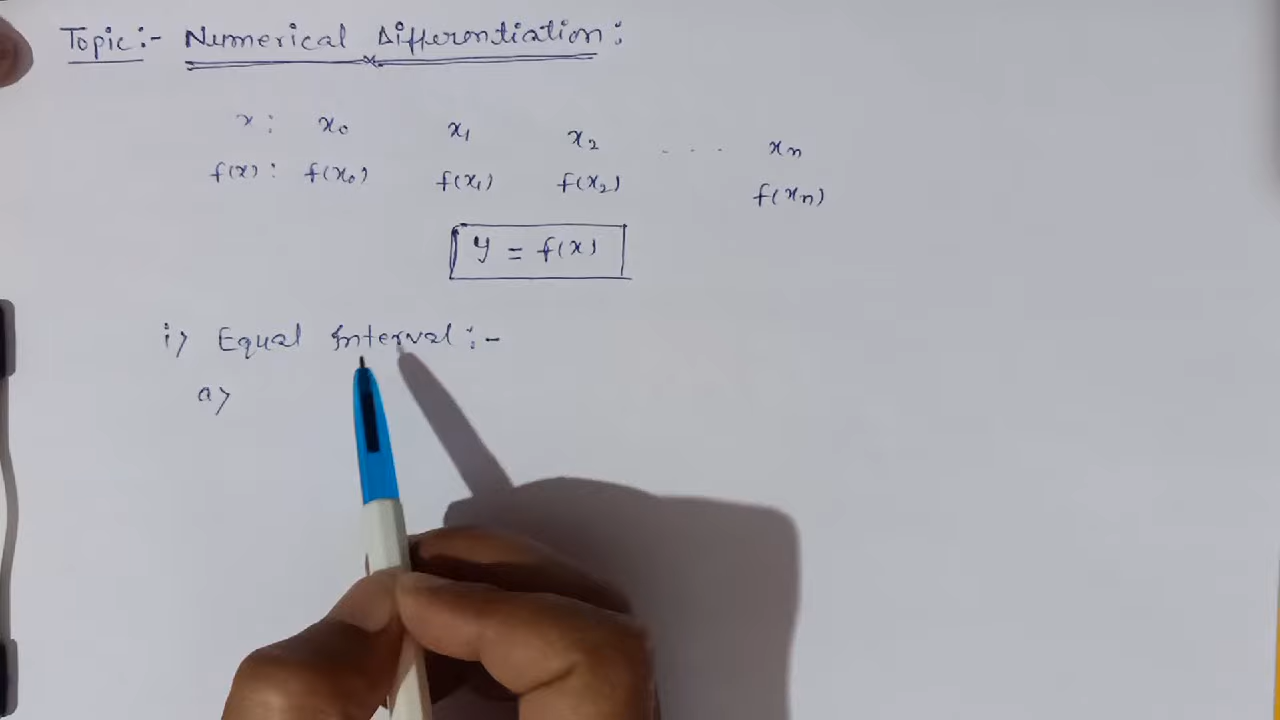 Topic:- Numerical Differentiation:
x: x₀ x₁ x₂ .... xₙ
f(x): f(x₀) f(x₁) f(x₂) f(xₙ)
y = f(x)
i) Equal Interval:-
a)